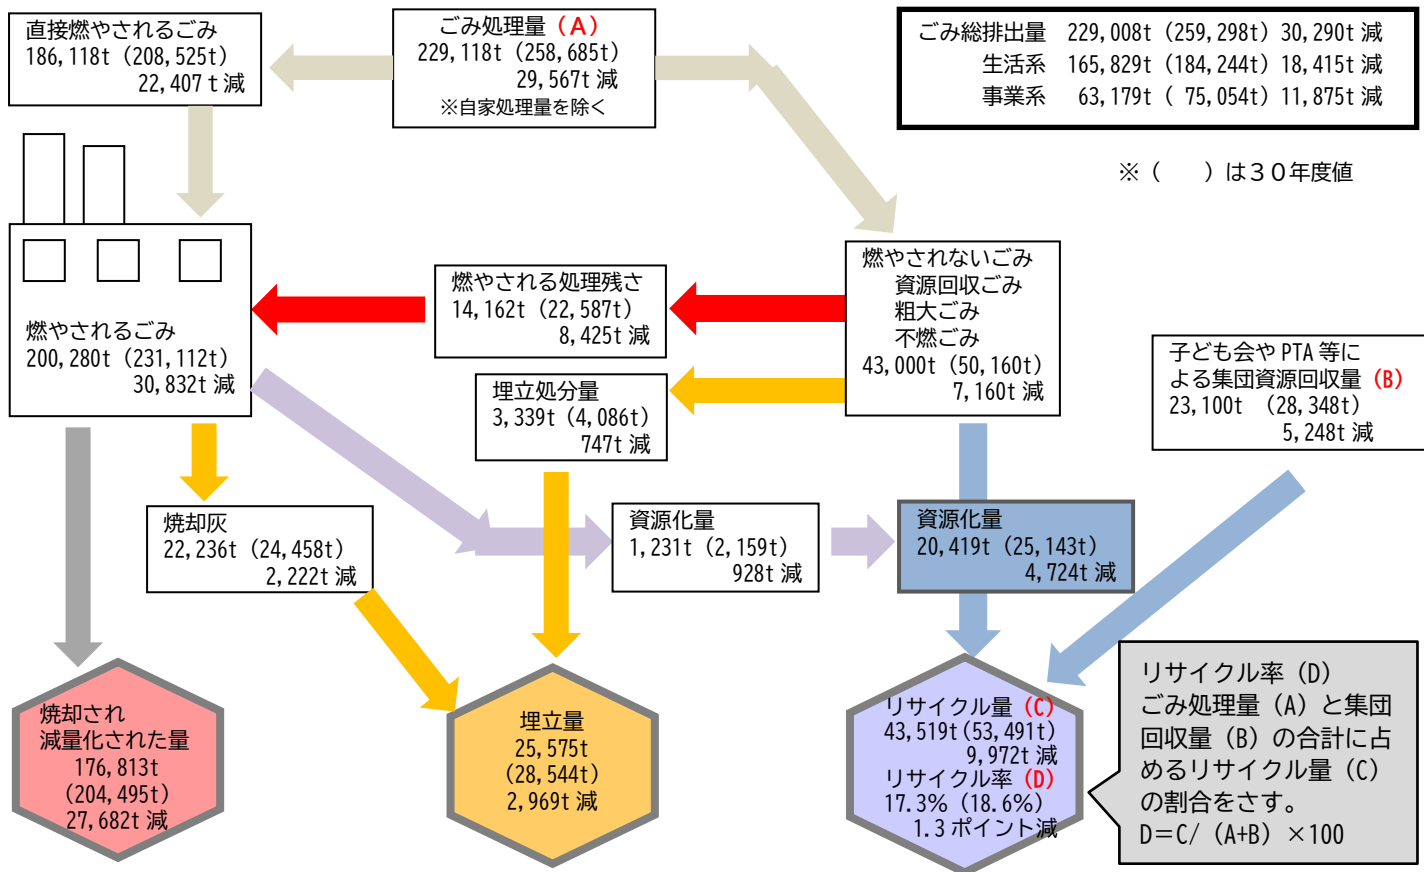 直接燃やされるごみ
186,118t (208,525t)
22,407 t 減
ごみ処理量 (A)
229,118t (258,685t)
29,567t 減
※自家処理量を除く
ごみ総排出量 229,008t (259,298t) 30,290t 減
生活系 165,829t (184,244t) 18,415t 減
事業系 63,179t ( 75,054t) 11,875t 減
※（　　）は３０年度値
燃やされるごみ
200,280t (231,112t)
30,832t 減
燃やされる処理残さ
14,162t (22,587t)
8,425t 減
燃やされないごみ
資源回収ごみ
粗大ごみ
不燃ごみ
43,000t (50,160t)
7,160t 減
埋立処分量
3,339t (4,086t)
747t 減
子ども会や PTA 等に
よる集団資源回収量 (B)
23,100t (28,348t)
5,248t 減
焼却灰
22,236t (24,458t)
2,222t 減
資源化量
1,231t (2,159t)
928t 減
資源化量
20,419t (25,143t)
4,724t 減
焼却され
減量化された量
176,813t
(204,495t)
27,682t 減
埋立量
25,575t
(28,544t)
2,969t 減
リサイクル量 (C)
43,519t (53,491t)
9,972t 減
リサイクル率 (D)
17.3% (18.6%)
1.3 ポイント減
リサイクル率（D）
ごみ処理量（A）と集団
回収量（B）の合計に占
めるリサイクル量（C）
の割合をさす。
D＝C/（A+B）×100